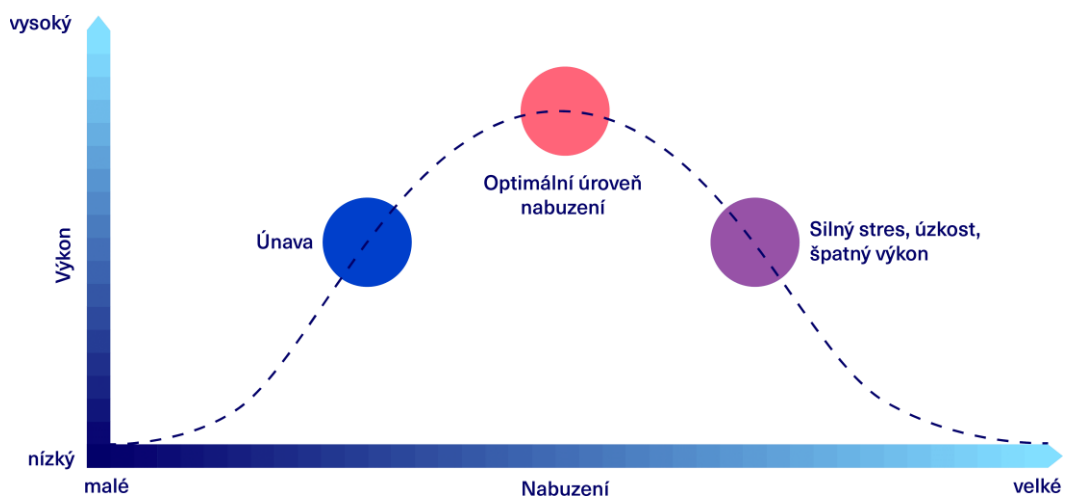 vysoký
Výkon
nízký
Únava
Optimální úroveň
nabuzení
Silný stres, úzkost,
špatný výkon
malé
Nabuzení
velké